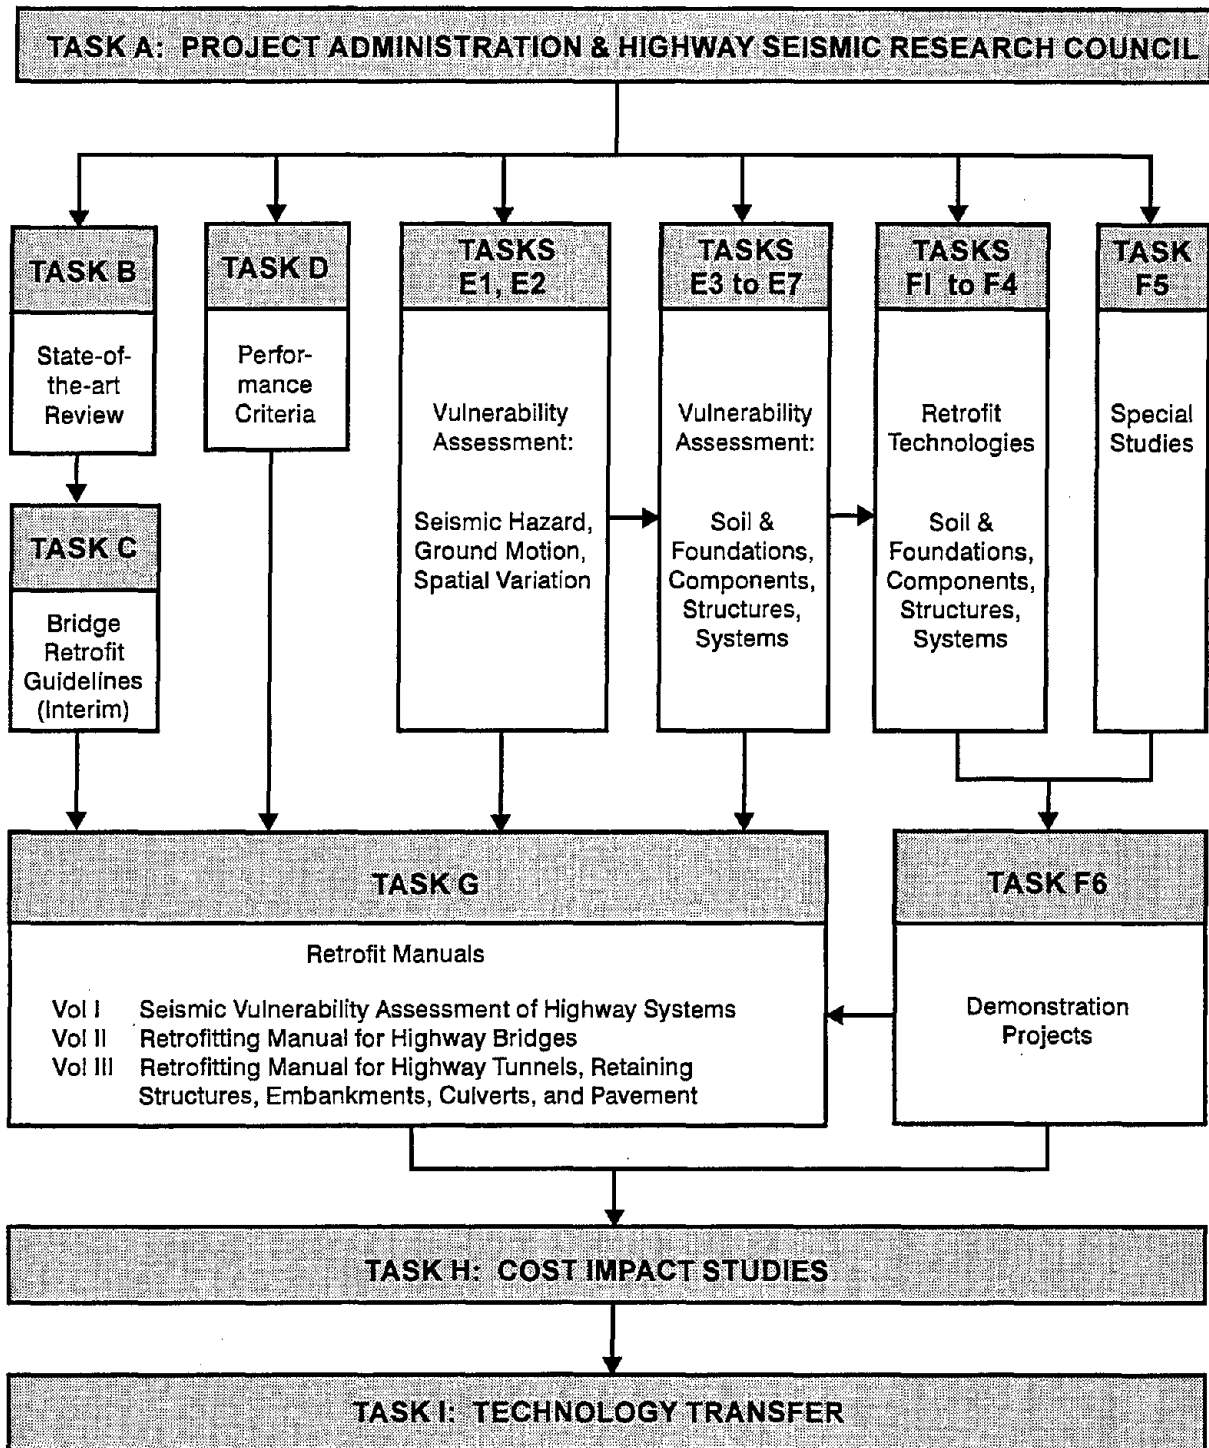 TASK A: PROJECT ADMINISTRATION & HIGHWAY SEISMIC RESEARCH COUNCIL
TASK B
State-of-
the-art
Review
TASK C
Bridge
Retrofit
Guidelines
(Interim)
TASK D
Perfor-
mance
Criteria
TASKS
E1, E2
Vulnerability
Assessment:
Seismic Hazard,
Ground Motion,
Spatial Variation
TASKS
E3 to E7
Vulnerability
Assessment:
Soil &
Foundations,
Components,
Structures,
Systems
TASKS
FI to F4
Retrofit
Technologies
Soil &
Foundations,
Components,
Structures,
Systems
TASK
F5
Special
Studies
TASK G
Retrofit Manuals
Vol I Seismic Vulnerability Assessment of Highway Systems
Vol II Retrofitting Manual for Highway Bridges
Vol III Retrofitting Manual for Highway Tunnels, Retaining
Structures, Embankments, Culverts, and Pavement
TASK F6
Demonstration
Projects
TASK H: COST IMPACT STUDIES
TASK I: TECHNOLOGY TRANSFER